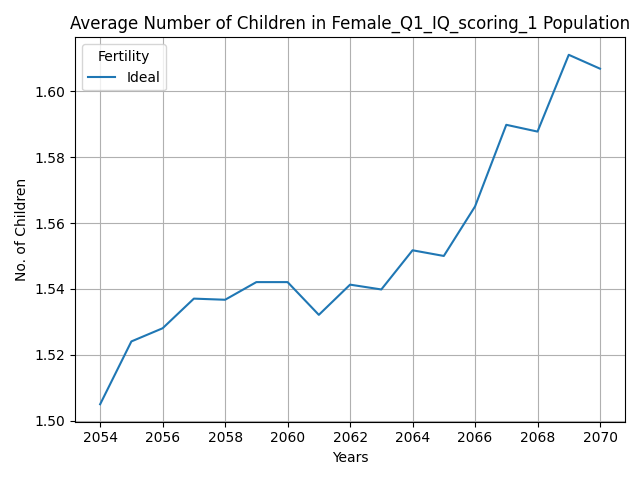 Average Number of Children in Female_Q1_IQ_scoring_1 Population
Fertility
Ideal
No. of Children
1.60
1.58
1.56
1.54
1.52
1.50
2054 2056 2058 2060 2062 2064 2066 2068 2070
Years